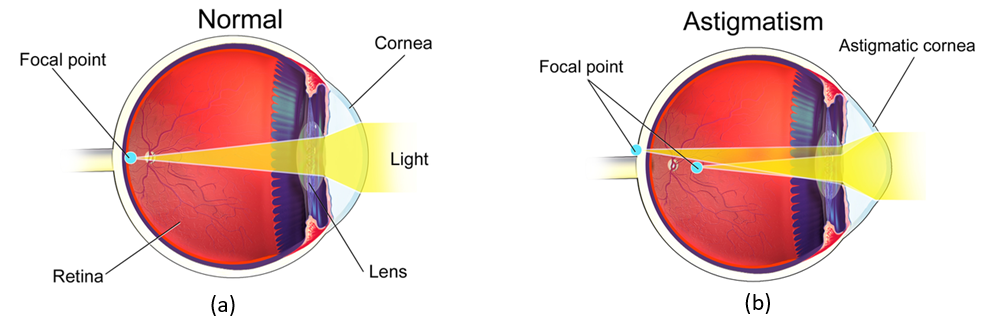 Normal
Focal point
Cornea
Light
Retina
Lens
(a)
Astigmatism
Astigmatic cornea
Focal point
(b)